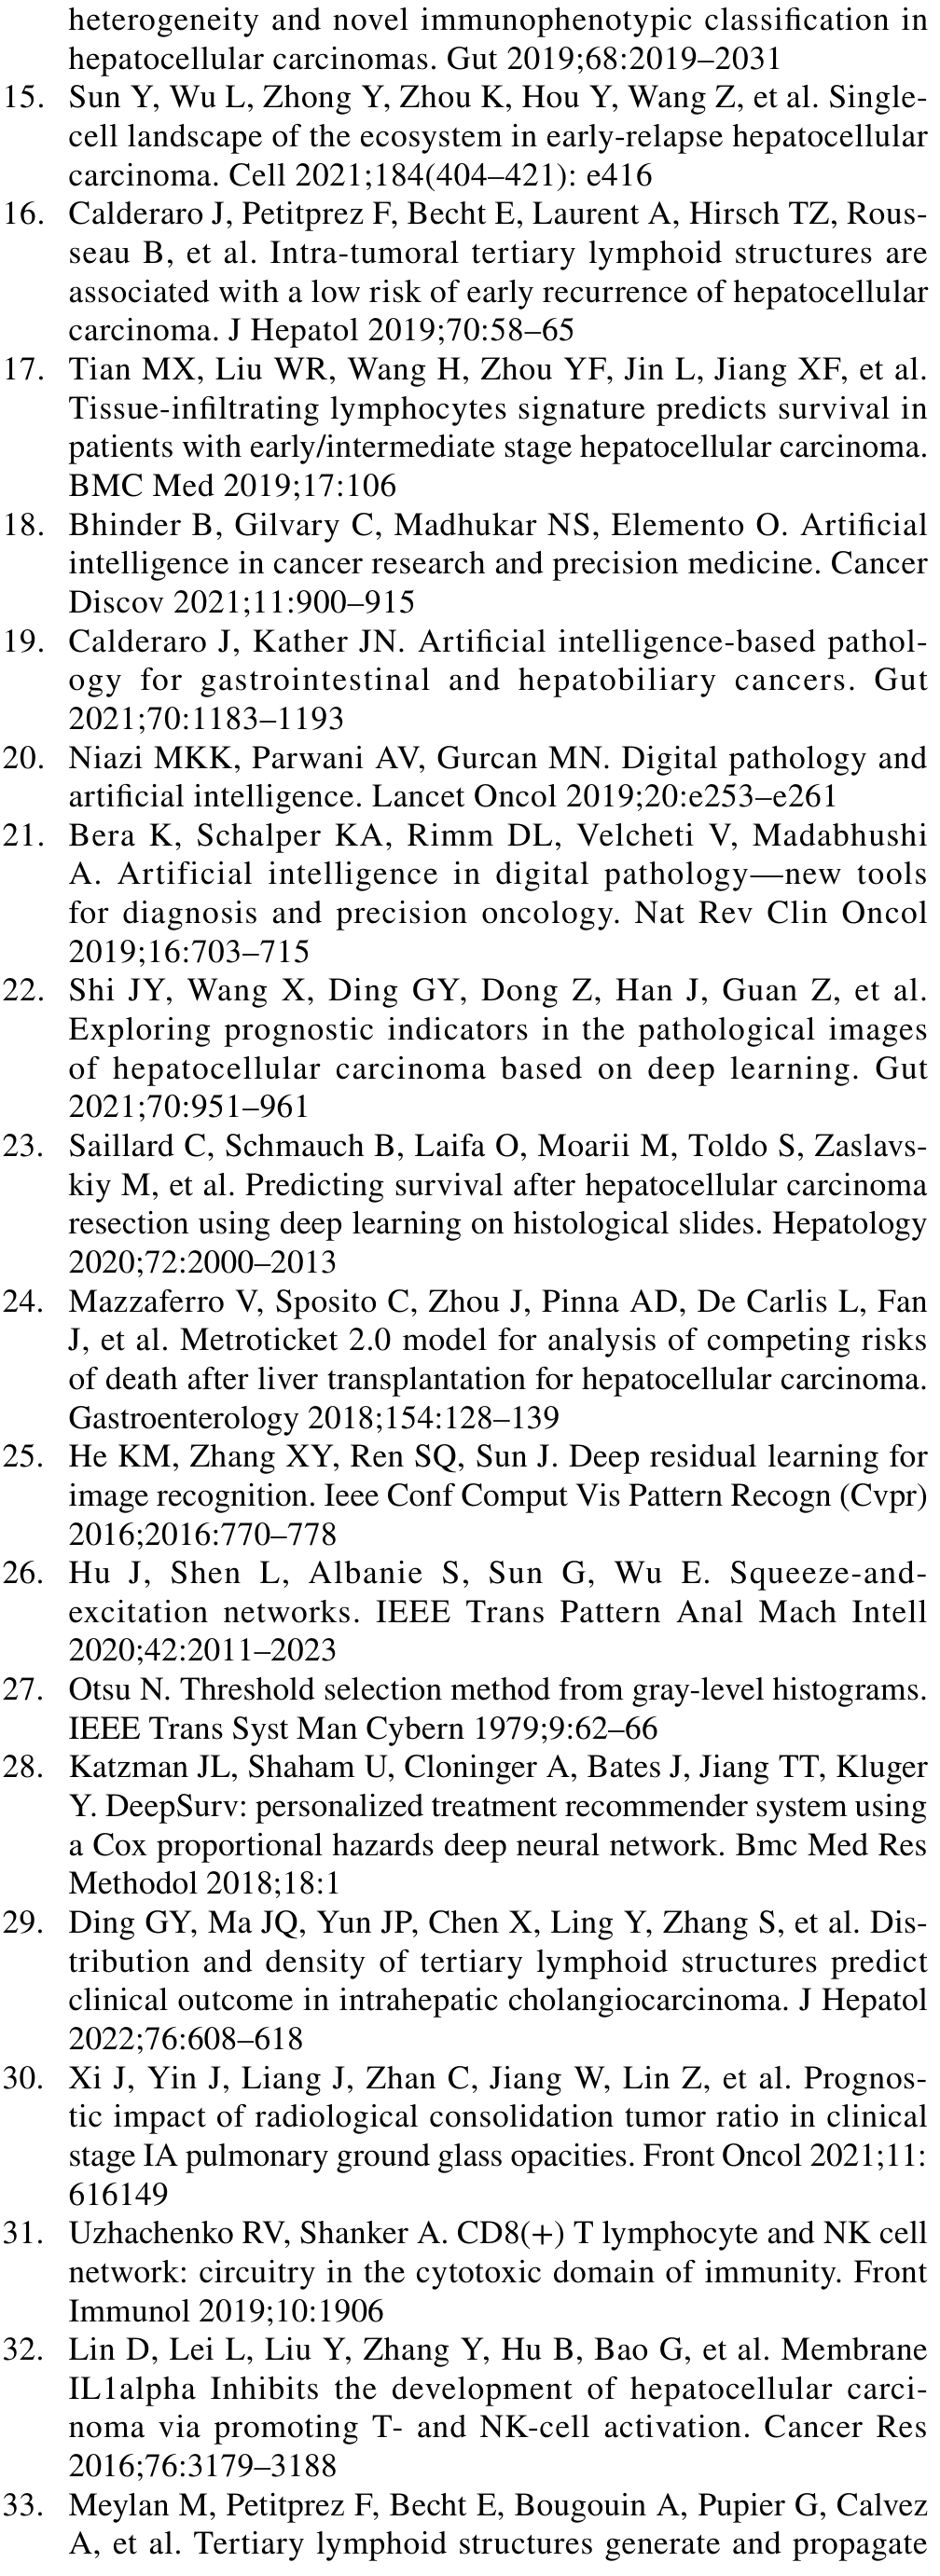 heterogeneity and novel immunophenotypic classification in
hepatocellular carcinomas. Gut 2019;68:2019–2031
15. Sun Y, Wu L, Zhong Y, Zhou K, Hou Y, Wang Z, et al. Single-
cell landscape of the ecosystem in early-relapse hepatocellular
carcinoma. Cell 2021;184(404–421): e416
16. Calderaro J, Petitprez F, Becht E, Laurent A, Hirsch TZ, Rous-
seau B, et al. Intra-tumoral tertiary lymphoid structures are
associated with a low risk of early recurrence of hepatocellular
carcinoma. J Hepatol 2019;70:58–65
17. Tian MX, Liu WR, Wang H, Zhou YF, Jin L, Jiang XF, et al.
Tissue-infiltrating lymphocytes signature predicts survival in
patients with early/intermediate stage hepatocellular carcinoma.
BMC Med 2019;17:106
18. Bhinder B, Gilvary C, Madhukar NS, Elemento O. Artificial
intelligence in cancer research and precision medicine. Cancer
Discov 2021;11:900–915
19. Calderaro J, Kather JN. Artificial intelligence-based pathol-
ogy for gastrointestinal and hepatobiliary cancers. Gut
2021;70:1183–1193
20. Niazi MKK, Parwani AV, Gurcan MN. Digital pathology and
artificial intelligence. Lancet Oncol 2019;20:e253–e261
21. Bera K, Schalper KA, Rimm DL, Velcheti V, Madabhushi
A. Artificial intelligence in digital pathology—new tools
for diagnosis and precision oncology. Nat Rev Clin Oncol
2019;16:703–715
22. Shi JY, Wang X, Ding GY, Dong Z, Han J, Guan Z, et al.
Exploring prognostic indicators in the pathological images
of hepatocellular carcinoma based on deep learning. Gut
2021;70:951–961
23. Saillard C, Schmauch B, Laifa O, Moarii M, Toldo S, Zaslavs-
kiy M, et al. Predicting survival after hepatocellular carcinoma
resection using deep learning on histological slides. Hepatology
2020;72:2000–2013
24. Mazzaferro V, Sposito C, Zhou J, Pinna AD, De Carlis L, Fan
J, et al. Metroticket 2.0 model for analysis of competing risks
of death after liver transplantation for hepatocellular carcinoma.
Gastroenterology 2018;154:128–139
25. He KM, Zhang XY, Ren SQ, Sun J. Deep residual learning for
image recognition. Ieee Conf Comput Vis Pattern Recogn (Cvpr)
2016;2016:770–778
26. Hu J, Shen L, Albanie S, Sun G, Wu E. Squeeze-and-
excitation networks. IEEE Trans Pattern Anal Mach Intell
2020;42:2011–2023
27. Otsu N. Threshold selection method from gray-level histograms.
IEEE Trans Syst Man Cybern 1979;9:62–66
28. Katzman JL, Shaham U, Cloninger A, Bates J, Jiang TT, Kluger
Y. DeepSurv: personalized treatment recommender system using
a Cox proportional hazards deep neural network. Bmc Med Res
Methodol 2018;18:1
29. Ding GY, Ma JQ, Yun JP, Chen X, Ling Y, Zhang S, et al. Dis-
tribution and density of tertiary lymphoid structures predict
clinical outcome in intrahepatic cholangiocarcinoma. J Hepatol
2022;76:608–618
30. Xi J, Yin J, Liang J, Zhan C, Jiang W, Lin Z, et al. Prognos-
tic impact of radiological consolidation tumor ratio in clinical
stage IA pulmonary ground glass opacities. Front Oncol 2021;11:
616149
31. Uzhachenko RV, Shanker A. CD8(+) T lymphocyte and NK cell
network: circuitry in the cytotoxic domain of immunity. Front
Immunol 2019;10:1906
32. Lin D, Lei L, Liu Y, Zhang Y, Hu B, Bao G, et al. Membrane
IL1alpha Inhibits the development of hepatocellular carci-
noma via promoting T- and NK-cell activation. Cancer Res
2016;76:3179–3188
33. Meylan M, Petitprez F, Becht E, Bougouin A, Pupier G, Calvez
A, et al. Tertiary lymphoid structures generate and propagate